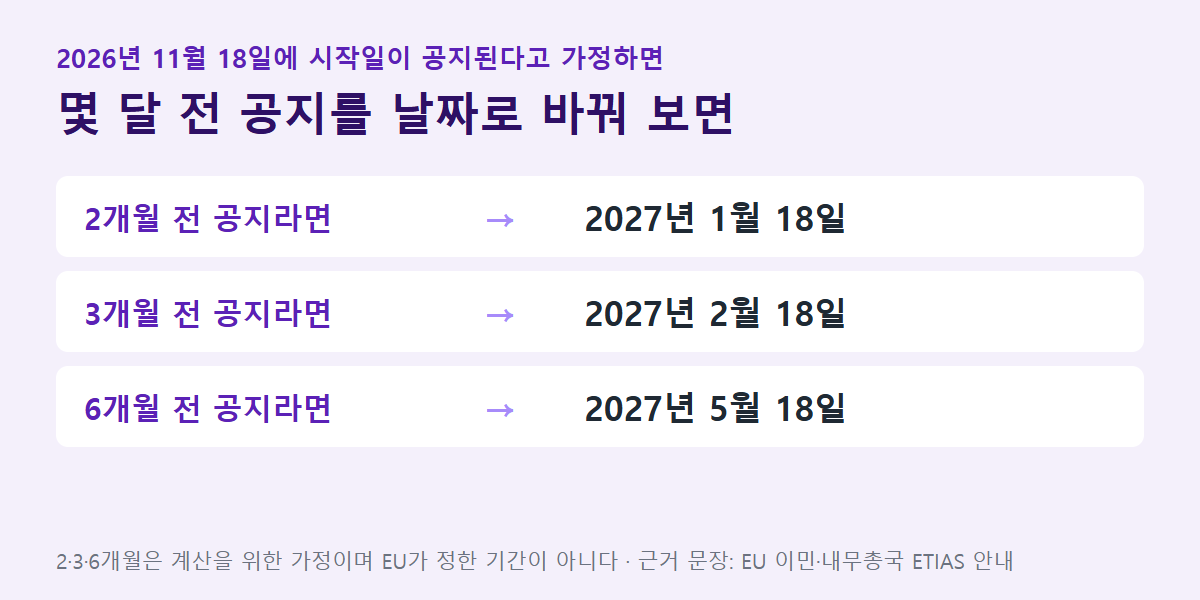 2026년 11월 18일에 시작일이 공지된다고 가정하면
몇 달 전 공지를 날짜로 바꿔 보면
2개월 전 공지라면 → 2027년 1월 18일
3개월 전 공지라면 → 2027년 2월 18일
6개월 전 공지라면 → 2027년 5월 18일
2·3·6개월은 계산을 위한 가정이며 EU가 정한 기간이 아니다 · 근거 문장: EU 이민·내무총국 ETIAS 안내